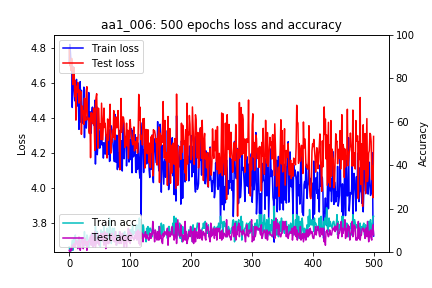 aa1_006: 500 epochs loss and accuracy
Train loss
Test loss
Train acc
Test acc
Loss
4.8
4.6
4.4
4.2
4.0
3.8
Accuracy
100
80
60
40
20
0
0
100
200
300
400
500